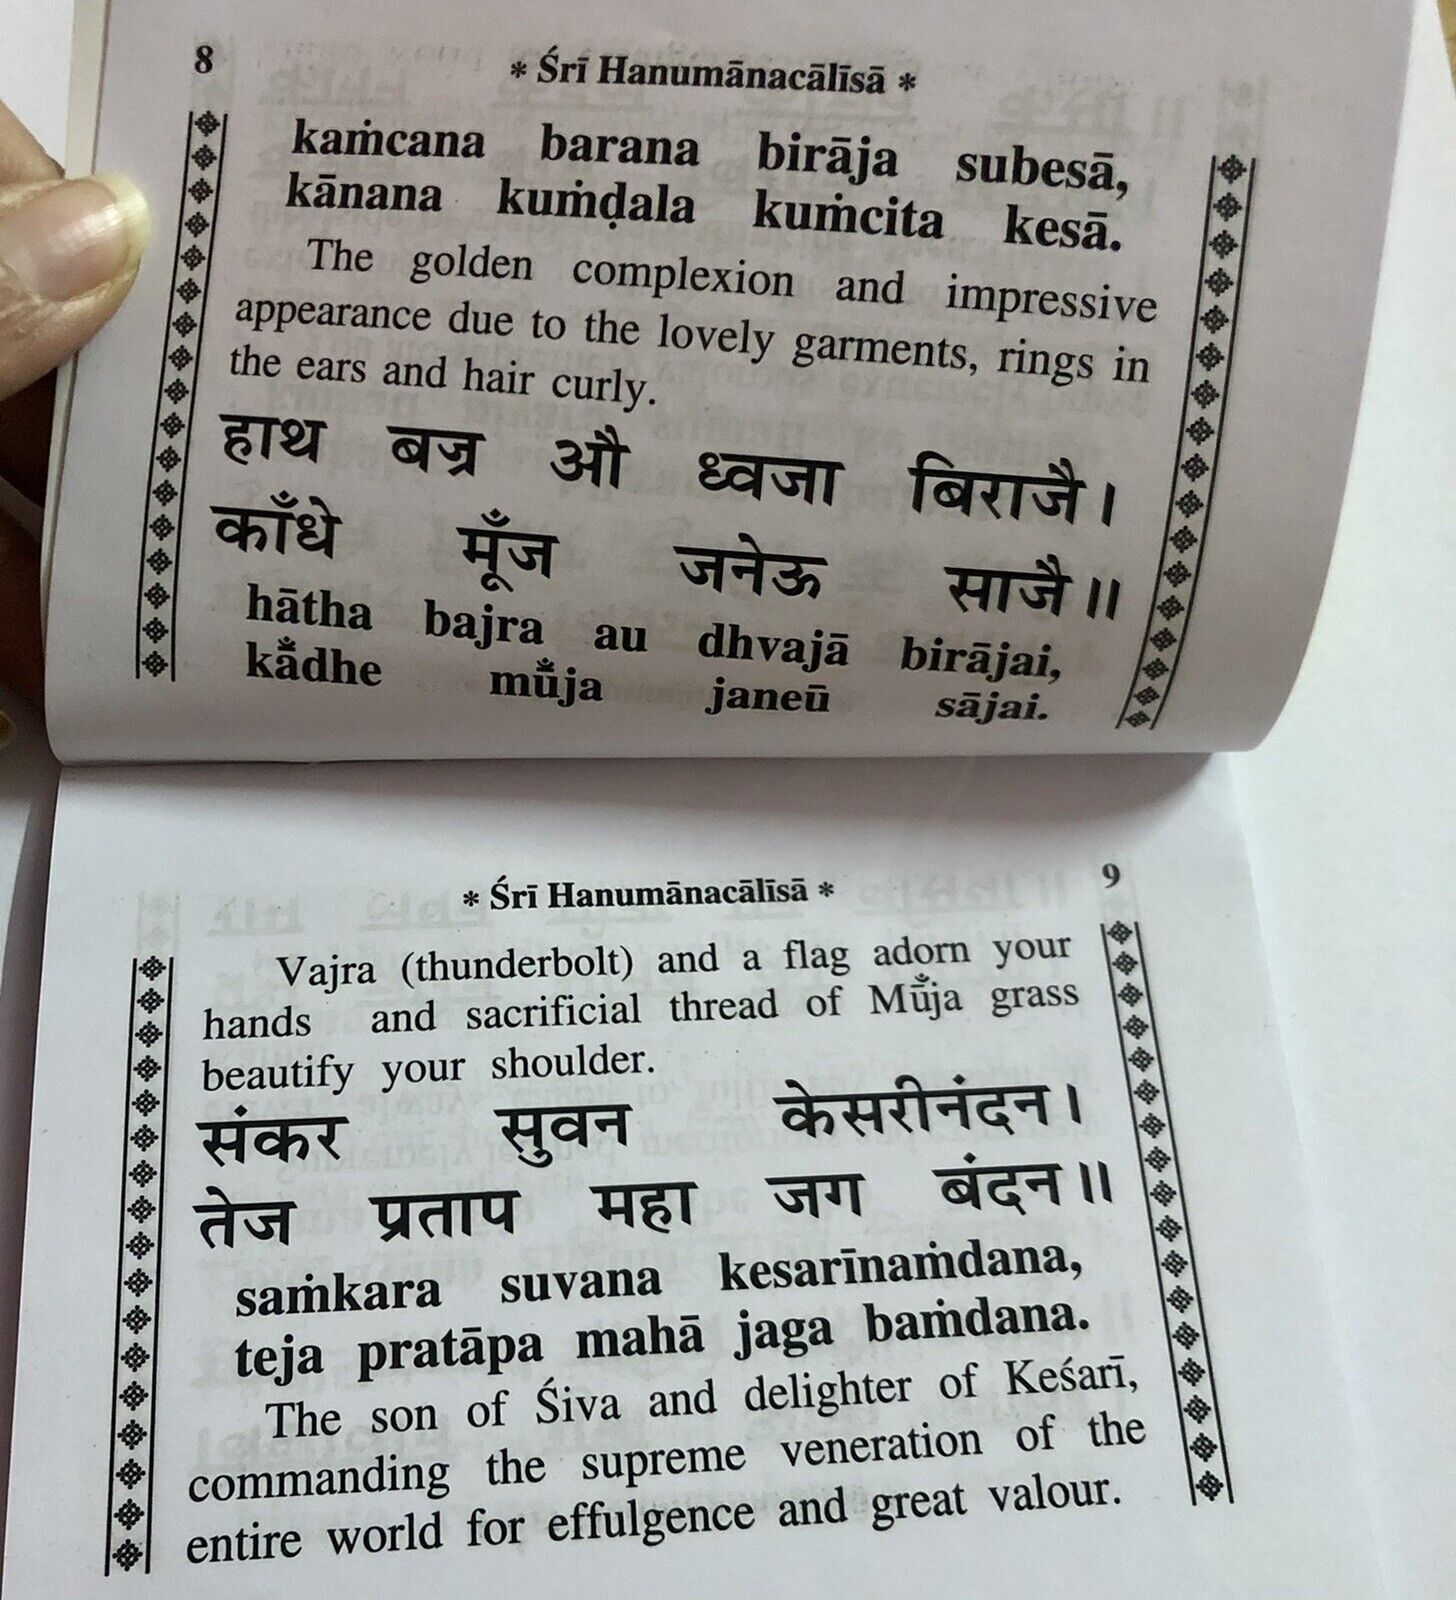 8
* Śrī Hanumānacālīsā *
kaṁcana barana birāja subesā,
kānana kuṁḍala kuṁcita kesā.
The golden complexion and impressive
appearance due to the lovely garments, rings in
the ears and hair curly.
हाथ बज्र औ ध्वजा बिराजै।
काँधे मूँज जनेऊ साजै॥
hātha bajra au dhvajā birājai,
kā̐dhe mū̐ja janeū sājai.
* Śrī Hanumānacālīsā *
9
Vajra (thunderbolt) and a flag adorn your
hands and sacrificial thread of Mū̐ja grass
beautify your shoulder.
संकर सुवन केसरीनंदन।
तेज प्रताप महा जग बंदन॥
saṁkara suvana kesarīnaṁdana,
teja pratāpa mahā jaga baṁdana.
The son of Śiva and delighter of Keśarī,
commanding the supreme veneration of the
entire world for effulgence and great valour.